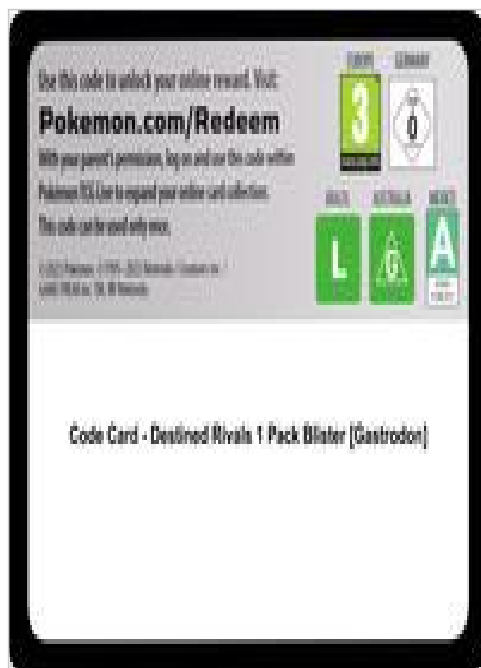 Use this code to unlock your online reward. Visit:
Pokemon.com/Redeem
With your parent's permission, log on and use this code within
Pokémon TCG Live to expand your online card collection.
This code can be used only once.
EUROPE GERMANY
3
0
BRAZIL AUSTRALIA MEXICO
L G A
Code Card - Destined Rivals 1 Pack Blister [Gastrodon]